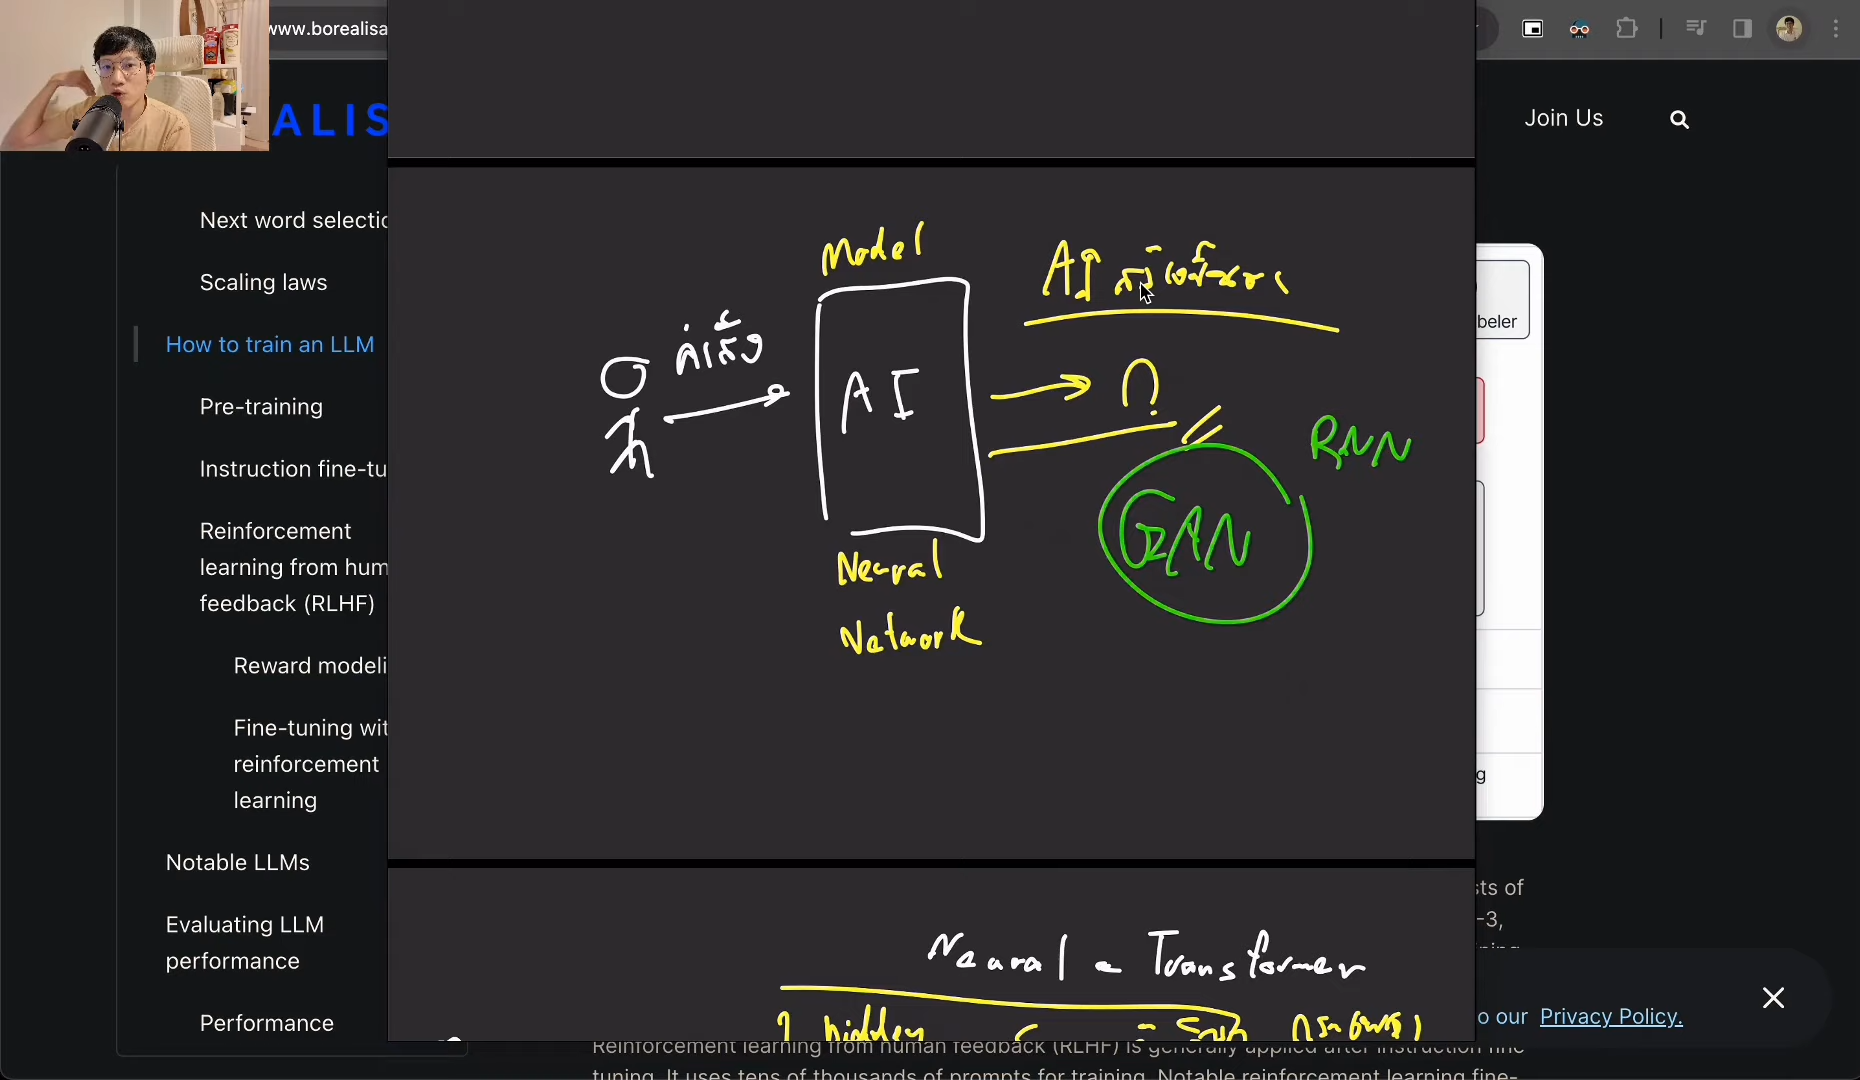 www.borealisa
ALIS
Join Us
Next word selectio
Scaling laws
How to train an LLM
Pre-training
Instruction fine-tu
Reinforcement
learning from hum
feedback (RLHF)
Reward modeli
Fine-tuning wit
reinforcement
learning
Notable LLMs
Evaluating LLM
performance
Performance
Model
คำสั่ง
AI
AI
Neural
Network
RNN
GAN
beler
g
Neural - Transformer
hidden
sts of
-3,
o our Privacy Policy.
Reinforcement learning from human feedback (RLHF) is generally applied after instruction fine
tuning. It uses tens of thousands of prompts for training. Notable reinforcement learning fine-